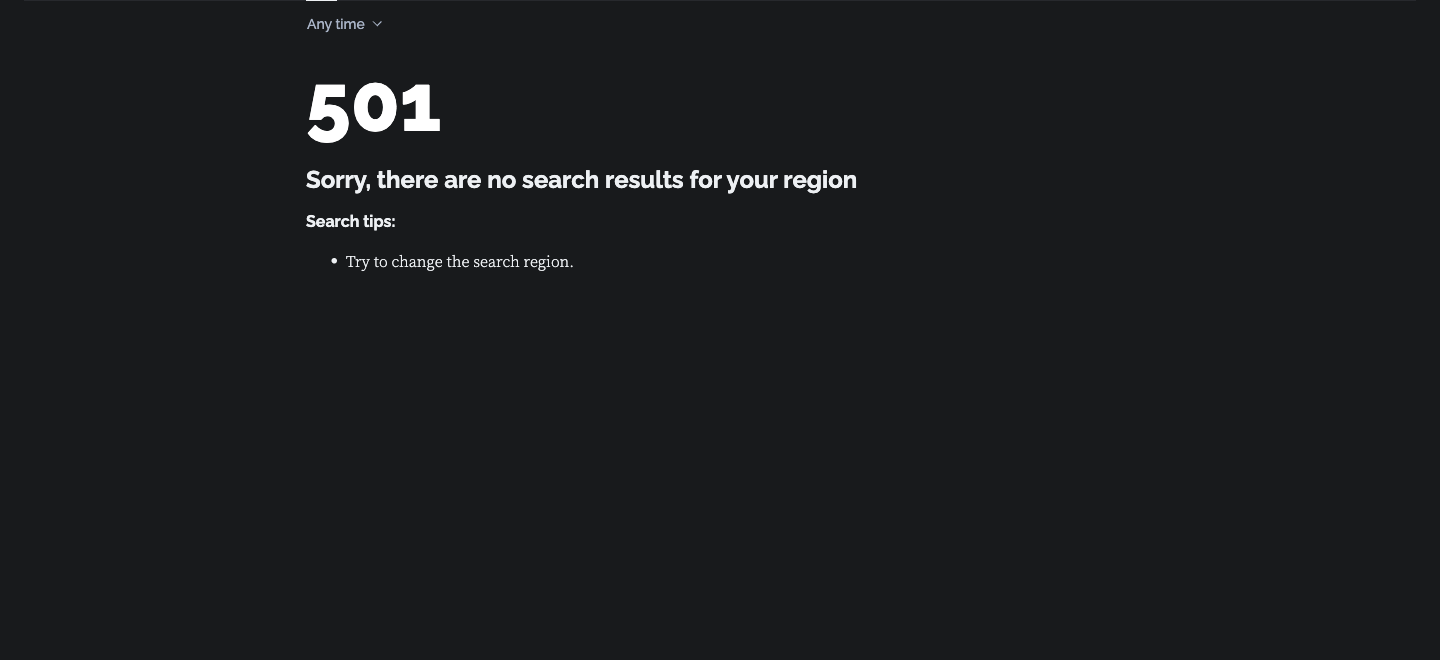 Any time
501
Sorry, there are no search results for your region
Search tips:
• Try to change the search region.